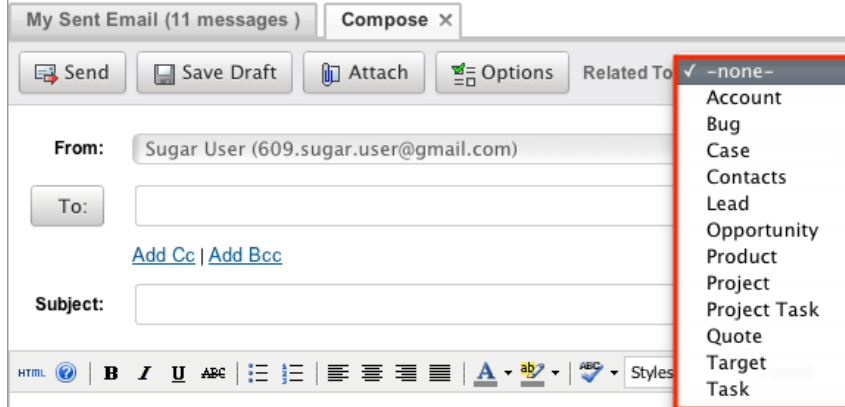 My Sent Email (11 messages ) Compose
Send Save Draft Attach Options Related To -none-
Account
Bug
From: Sugar User (609.sugar.user@gmail.com) Case
Contacts
To: Lead
Opportunity
Add Cc | Add Bcc Product
Project
Subject: Project Task
Quote
Target
HTML ? B I U ABC A ab ABC Styles
Task